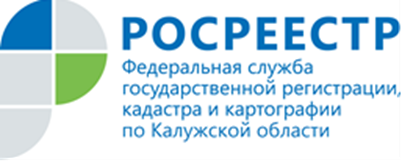 РОСРЕЕСТР
Федеральная служба
государственной регистрации,
кадастра и картографии
по Калужской области